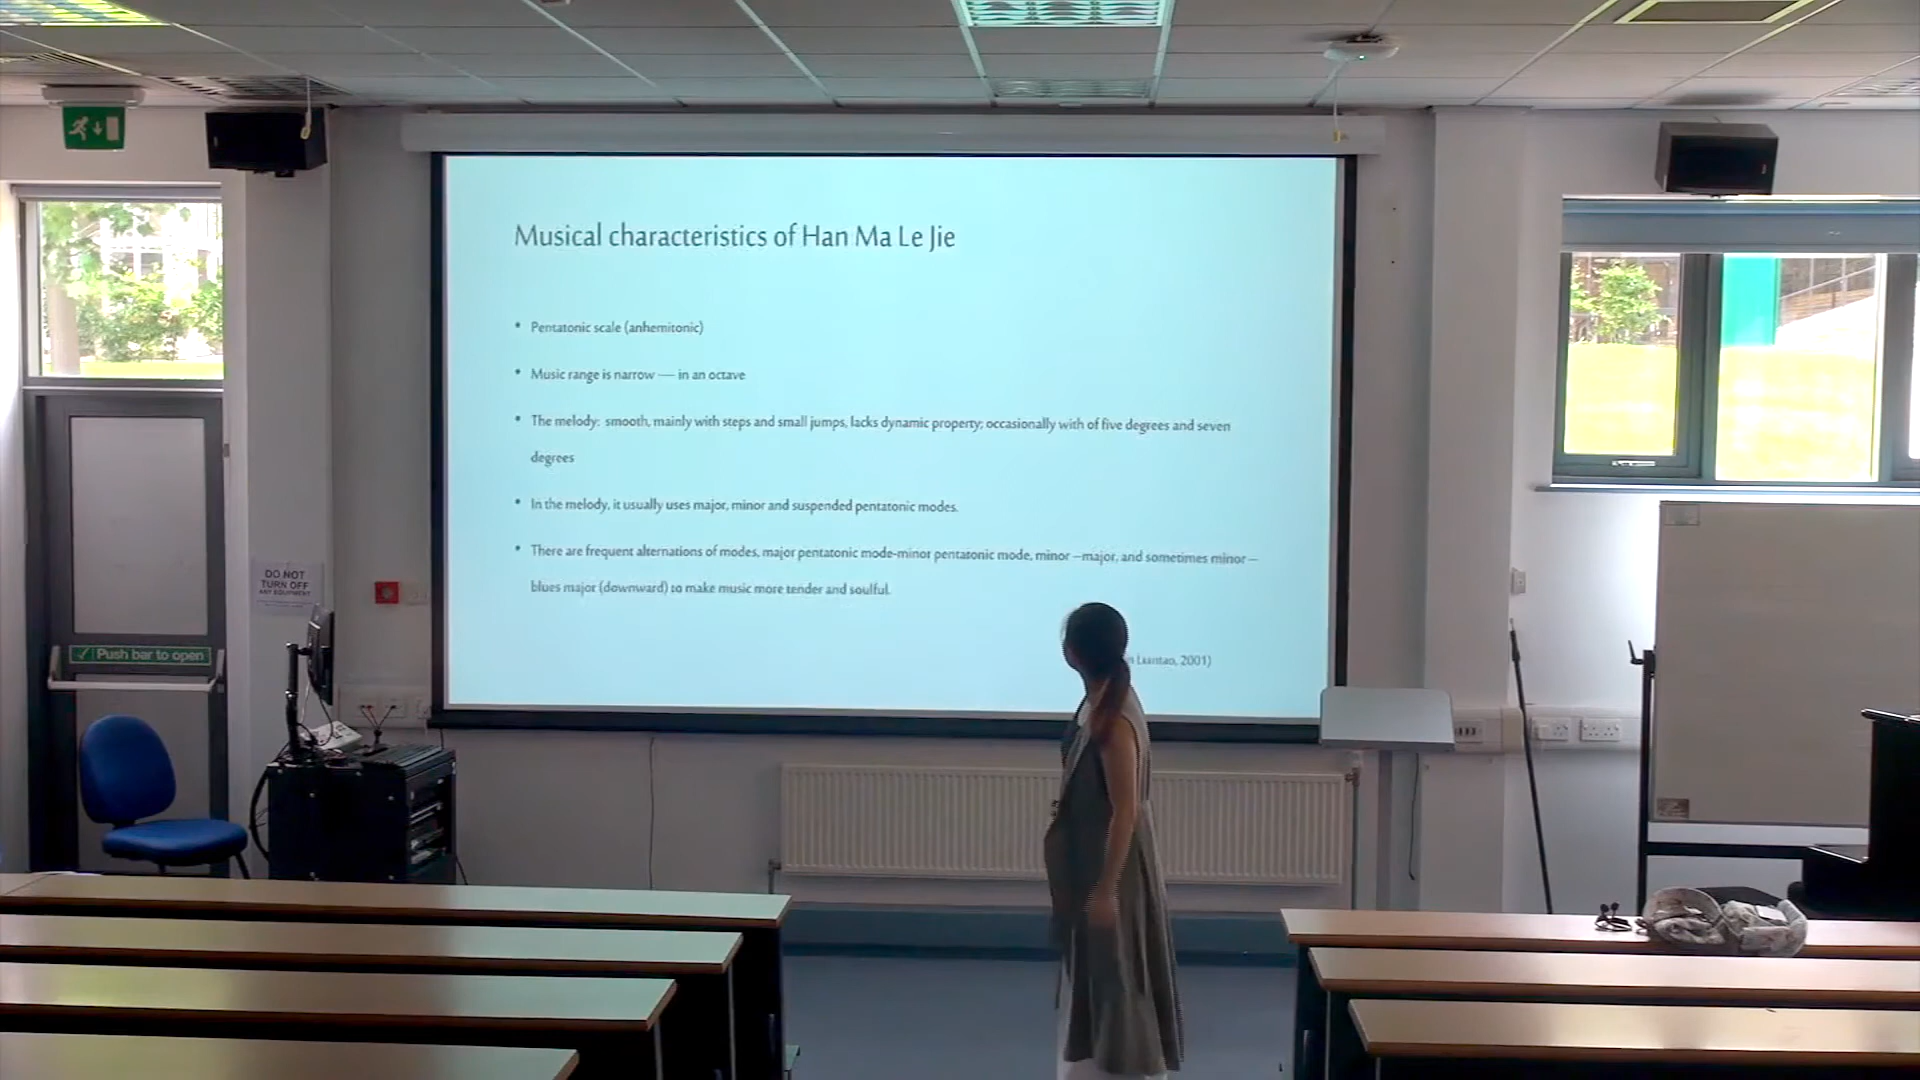 Musical characteristics of Han Ma Le Jie
• Pentatonic scale (anhemitonic)
• Music range is narrow — in an octave
• The melody: smooth, mainly with steps and small jumps, lacks dynamic property; occasionally with of five degrees and seven
degrees
• In the melody, it usually uses major, minor and suspended pentatonic modes.
• There are frequent alternations of modes, major pentatonic mode-minor pentatonic mode, minor –major, and sometimes minor –
blues major (downward) to make music more tender and soulful.
2001)
DO NOT
TURN OFF
ANY EQUIPMENT
Push bar to open